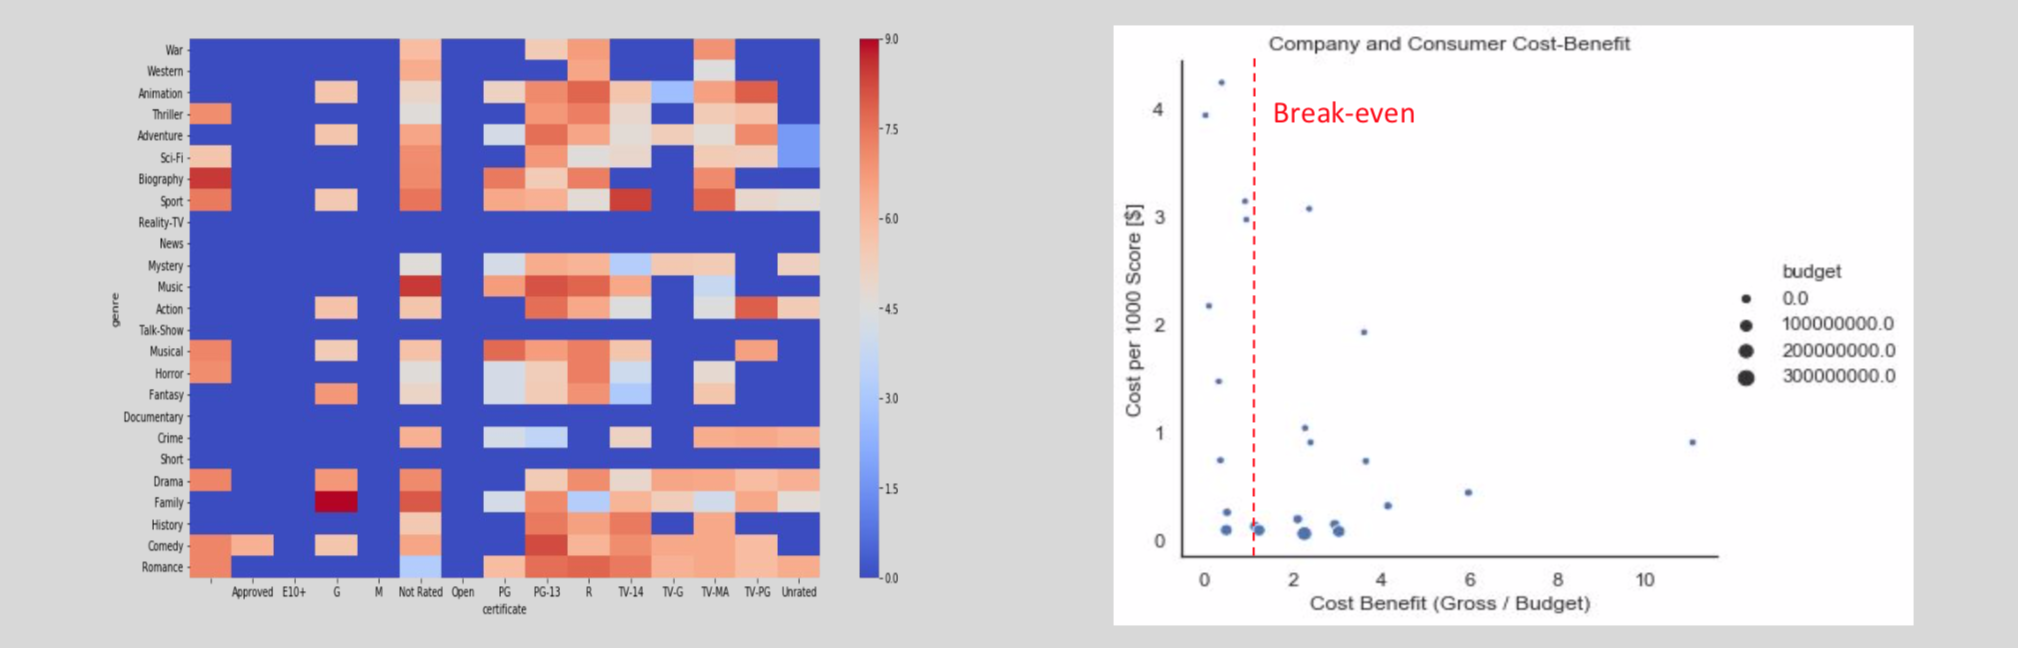 War
Western
Animation
Thriller
Adventure
Sci-Fi
Biography
Sport
Reality-TV
News
Mystery
Music
Action
Talk-Show
Musical
Horror
Fantasy
Documentary
Crime
Short
Drama
Family
History
Comedy
Romance
genre
Approved E10+ G M Not Rated Open PG PG-13 R TV-14 TV-G TV-MA TV-PG Unrated
certificate
9.0
7.5
6.0
4.5
3.0
1.5
0.0
Company and Consumer Cost-Benefit
Break-even
Cost per 1000 Score [$]
4
3
2
1
0
0 2 4 6 8 10
Cost Benefit (Gross / Budget)
budget
0.0
100000000.0
200000000.0
300000000.0